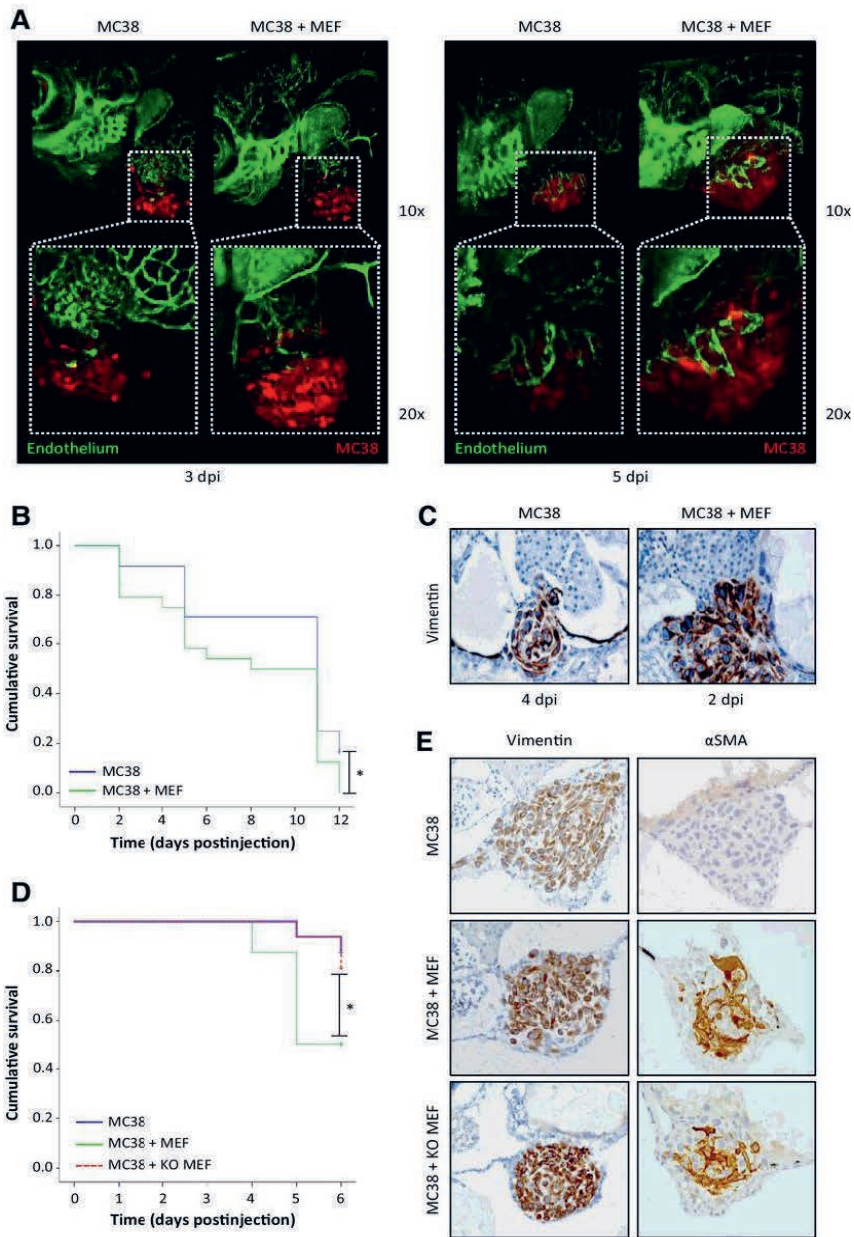 A
MC38
MC38 + MEF
10x
20x
Endothelium
MC38
3 dpi
MC38
MC38 + MEF
10x
20x
Endothelium
MC38
5 dpi
B
Cumulative survival
1.0
0.8
0.6
0.4
0.2
0.0
MC38
MC38 + MEF
*
0 2 4 6 8 10 12
Time (days postinjection)
C
MC38
MC38 + MEF
Vimentin
4 dpi
2 dpi
D
Cumulative survival
1.0
0.8
0.6
0.4
0.2
0.0
*
MC38
MC38 + MEF
MC38 + KO MEF
0 1 2 3 4 5 6
Time (days postinjection)
E
Vimentin
αSMA
MC38
MC38 + MEF
MC38 + KO MEF